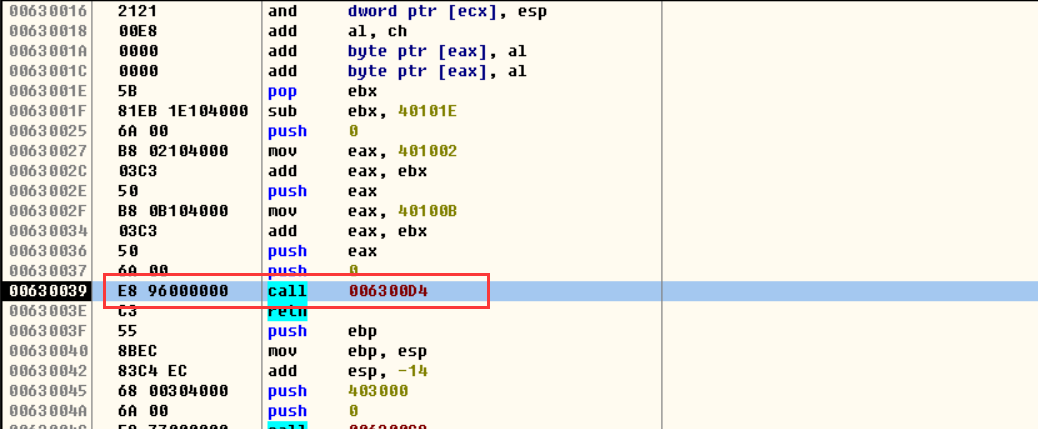 00630016 2121 and dword ptr [ecx], esp
00630018 00E8 add al, ch
0063001A 0000 add byte ptr [eax], al
0063001C 0000 add byte ptr [eax], al
0063001E 5B pop ebx
0063001F 81EB 1E104000 sub ebx, 40101E
00630025 6A 00 push 0
00630027 B8 02104000 mov eax, 401002
0063002C 03C3 add eax, ebx
0063002E 50 push eax
0063002F B8 0B104000 mov eax, 40100B
00630034 03C3 add eax, ebx
00630036 50 push eax
00630037 6A 00 push 0
00630039 E8 96000000 call 006300D4
0063003E C3 retn
0063003F 55 push ebp
00630040 8BEC mov ebp, esp
00630042 83C4 EC add esp, -14
00630045 68 00304000 push 403000
0063004A 6A 00 push 0